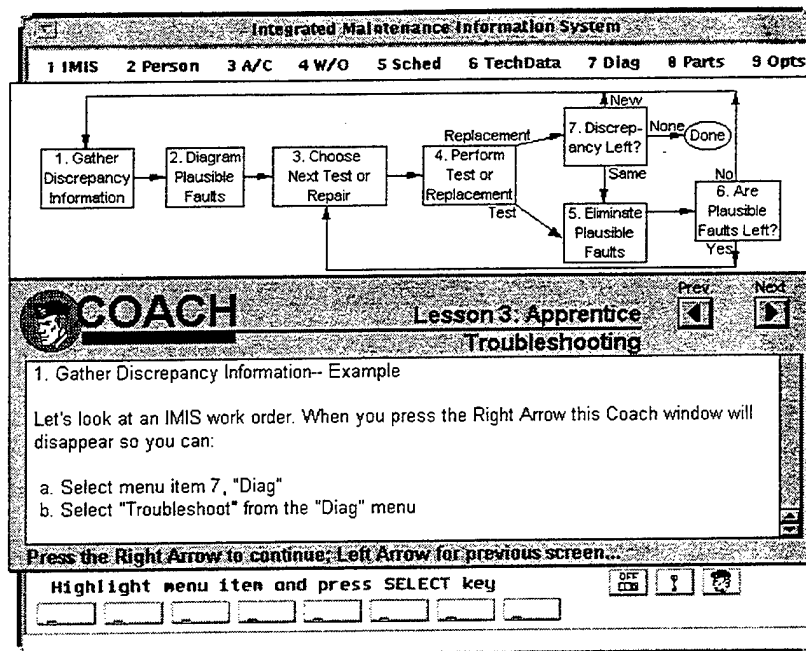 Integrated Maintenance Information System
1 IMIS 2 Person 3 A/C 4 W/O 5 Sched 6 TechData 7 Diag 8 Parts 9 Opts
1. Gather
Discrepancy
Information
2. Diagram
Plausible
Faults
3. Choose
Next Test or
Repair
4. Perform
Test or
Replacement
Replacement
Test
7. Discrep-
ancy Left?
New
None
Done
Same
5. Eliminate
Plausible
Faults
6. Are
Plausible
Faults Left?
No
Yes
COACH
Lesson 3: Apprentice
Troubleshooting
Prev.
Next
1. Gather Discrepancy Information-- Example
Let's look at an IMIS work order. When you press the Right Arrow this Coach window will
disappear so you can:
a. Select menu item 7, "Diag"
b. Select "Troubleshoot" from the "Diag" menu
Press the Right Arrow to continue; Left Arrow for previous screen...
Highlight menu item and press SELECT key
OFF